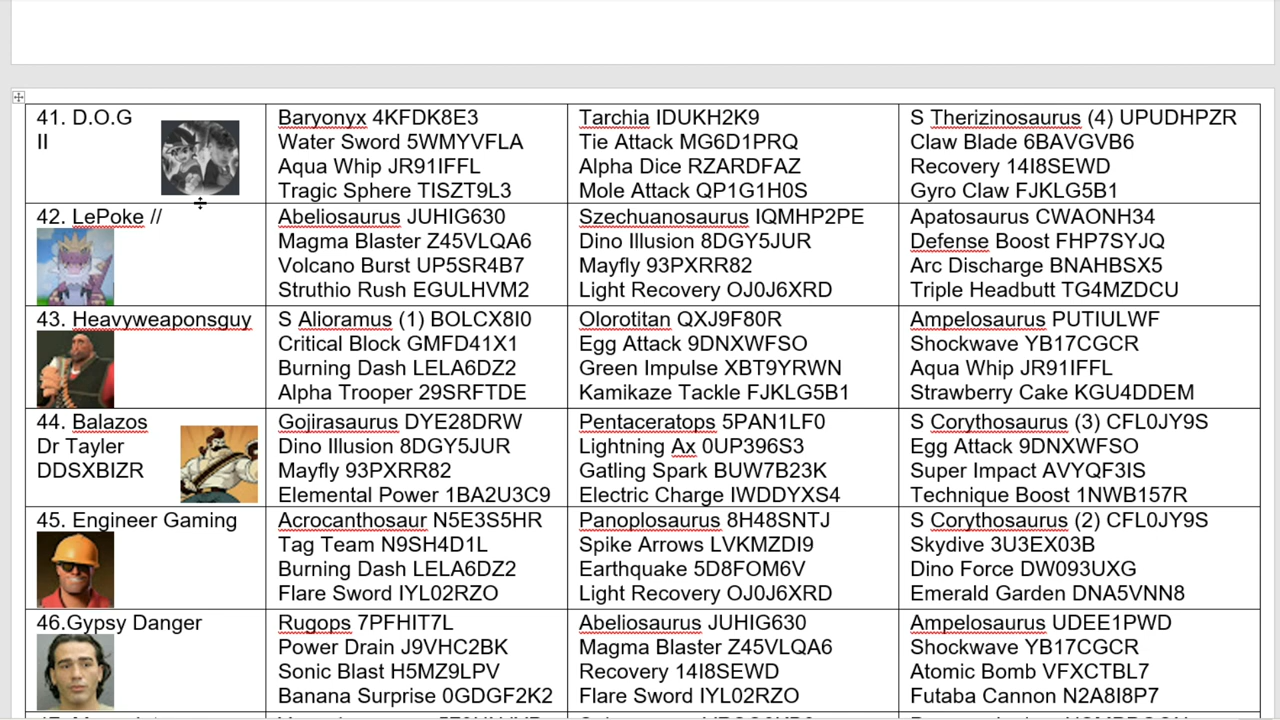 41. D.O.G
II
Baryonyx 4KFDK8E3
Water Sword 5WMYVFLA
Aqua Whip JR91IFFL
Tragic Sphere TISZT9L3
Tarchia IDUKH2K9
Tie Attack MG6D1PRQ
Alpha Dice RZARDFAZ
Mole Attack QP1G1H0S
S Therizinosaurus (4) UPUDHPZR
Claw Blade 6BAVGVB6
Recovery 14I8SEWD
Gyro Claw FJKLG5B1
42. LePoke //
Abeliosaurus JUHIG630
Magma Blaster Z45VLQA6
Volcano Burst UP5SR4B7
Struthio Rush EGULHVM2
Szechuanosaurus IQMHP2PE
Dino Illusion 8DGY5JUR
Mayfly 93PXRR82
Light Recovery OJ0J6XRD
Apatosaurus CWAONH34
Defense Boost FHP7SYJQ
Arc Discharge BNAHBSX5
Triple Headbutt TG4MZDCU
43. Heavyweaponsguy
S Alioramus (1) BOLCX8I0
Critical Block GMFD41X1
Burning Dash LELA6DZ2
Alpha Trooper 29SRFTDE
Olorotitan QXJ9F80R
Egg Attack 9DNXWFSO
Green Impulse XBT9YRWN
Kamikaze Tackle FJKLG5B1
Ampelosaurus PUTIULWF
Shockwave YB17CGCR
Aqua Whip JR91IFFL
Strawberry Cake KGU4DDEM
44. Balazos
Dr Tayler
DDSXBIZR
Gojirasaurus DYE28DRW
Dino Illusion 8DGY5JUR
Mayfly 93PXRR82
Elemental Power 1BA2U3C9
Pentaceratops 5PAN1LF0
Lightning Ax 0UP396S3
Gatling Spark BUW7B23K
Electric Charge IWDDYXS4
S Corythosaurus (3) CFL0JY9S
Egg Attack 9DNXWFSO
Super Impact AVYQF3IS
Technique Boost 1NWB157R
45. Engineer Gaming
Acrocanthosaur N5E3S5HR
Tag Team N9SH4D1L
Burning Dash LELA6DZ2
Flare Sword IYL02RZO
Panoplosaurus 8H48SNTJ
Spike Arrows LVKMZDI9
Earthquake 5D8FOM6V
Light Recovery OJ0J6XRD
S Corythosaurus (2) CFL0JY9S
Skydive 3U3EX03B
Dino Force DW093UXG
Emerald Garden DNA5VNN8
46.Gypsy Danger
Rugops 7PFHIT7L
Power Drain J9VHC2BK
Sonic Blast H5MZ9LPV
Banana Surprise 0GDGF2K2
Abeliosaurus JUHIG630
Magma Blaster Z45VLQA6
Recovery 14I8SEWD
Flare Sword IYL02RZO
Ampelosaurus UDEE1PWD
Shockwave YB17CGCR
Atomic Bomb VFXCTBL7
Futaba Cannon N2A8I8P7